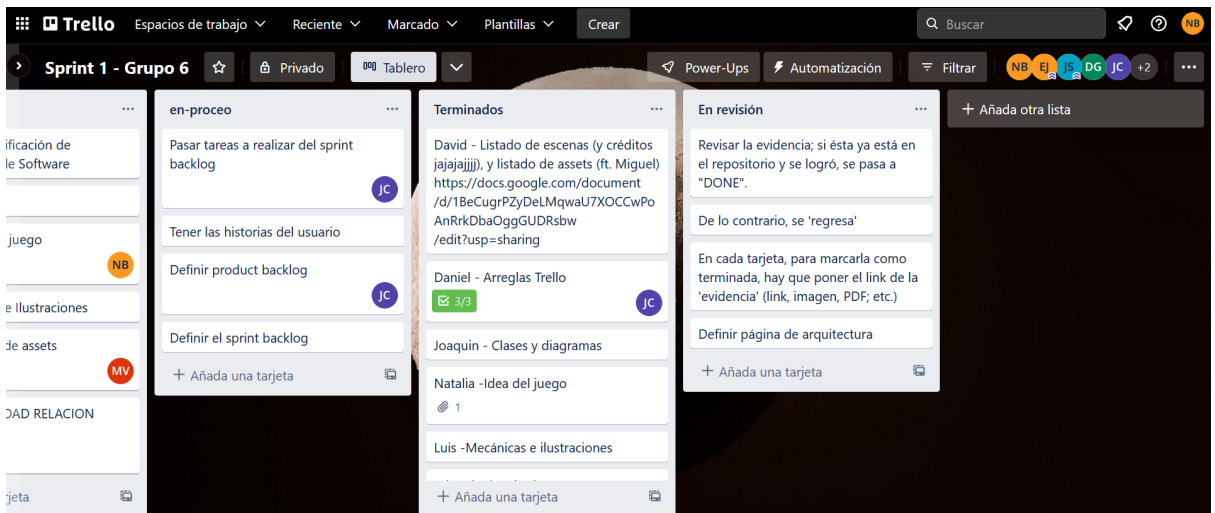 Trello Espacios de trabajo Reciente Marcado Plantillas Crear Buscar NB
Sprint 1 - Grupo 6 Privado Tablero Power-Ups Automatización Filtrar NB EJ JS DG JC +2
ificación de
le Software
juego
NB
e Ilustraciones
de assets
MV
DAD RELACION
rjeta
en-proceo
Pasar tareas a realizar del sprint
backlog
JC
Tener las historias del usuario
Definir product backlog
JC
Definir el sprint backlog
+ Añada una tarjeta
Terminados
David - Listado de escenas (y créditos
jajajajjjj), y listado de assets (ft. Miguel)
https://docs.google.com/document
/d/1BeCugrPZyDeLMqwaU7XOCCwPo
AnRrkDbaOggGUDRsbw
/edit?usp=sharing
Daniel - Arreglas Trello
3/3
JC
Joaquin - Clases y diagramas
Natalia -Idea del juego
1
Luis -Mecánicas e ilustraciones
+ Añada una tarjeta
En revisión
Revisar la evidencia; si ésta ya está en
el repositorio y se logró, se pasa a
"DONE".
De lo contrario, se 'regresa'
En cada tarjeta, para marcarla como
terminada, hay que poner el link de la
'evidencia' (link, imagen, PDF; etc.)
Definir página de arquitectura
+ Añada una tarjeta
+ Añada otra lista